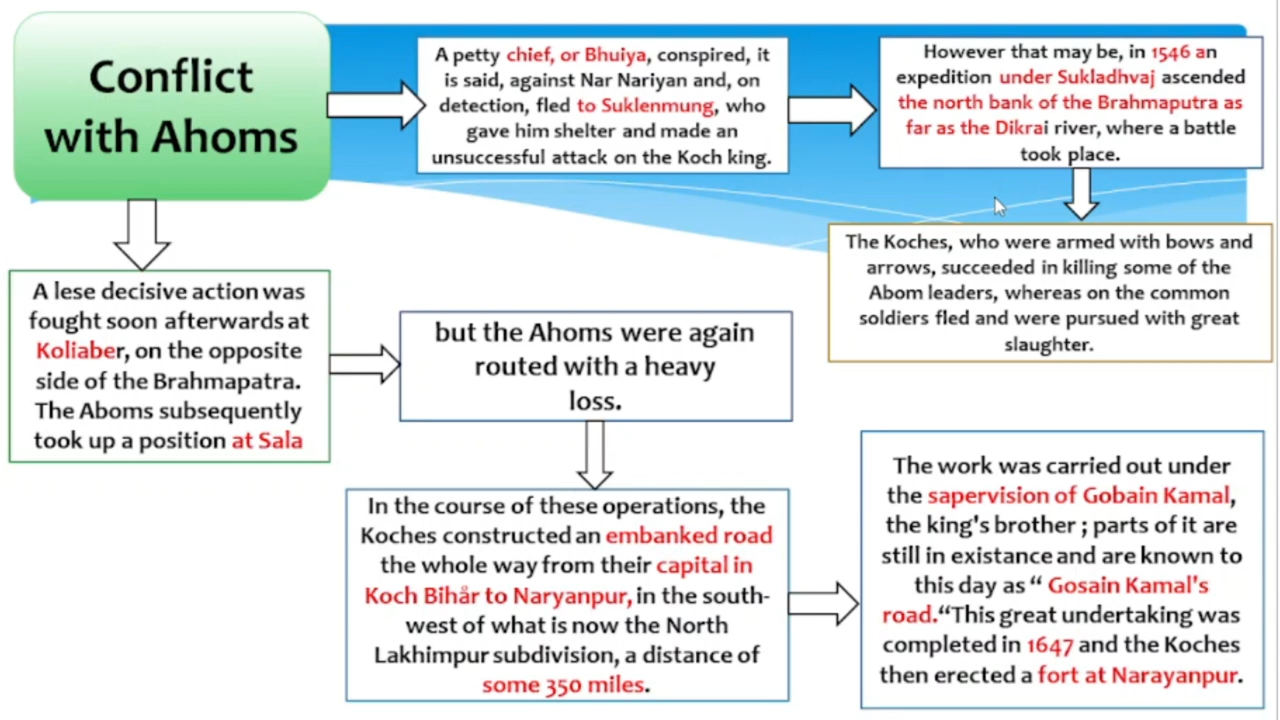 Conflict
with Ahoms
A petty chief, or Bhuiya, conspired, it
is said, against Nar Nariyan and, on
detection, fled to Suklenmung, who
gave him shelter and made an
unsuccessful attack on the Koch king.
However that may be, in 1546 an
expedition under Sukladhvaj ascended
the north bank of the Brahmaputra as
far as the Dikrai river, where a battle
took place.
The Koches, who were armed with bows and
arrows, succeeded in killing some of the
Abom leaders, whereas on the common
soldiers fled and were pursued with great
slaughter.
A lese decisive action was
fought soon afterwards at
Koliaber, on the opposite
side of the Brahmapatra.
The Aboms subsequently
took up a position at Sala
but the Ahoms were again
routed with a heavy
loss.
In the course of these operations, the
Koches constructed an embanked road
the whole way from their capital in
Koch Bihår to Naryanpur, in the south-
west of what is now the North
Lakhimpur subdivision, a distance of
some 350 miles.
The work was carried out under
the sapervision of Gobain Kamal,
the king's brother ; parts of it are
still in existance and are known to
this day as “ Gosain Kamal's
road.“This great undertaking was
completed in 1647 and the Koches
then erected a fort at Narayanpur.